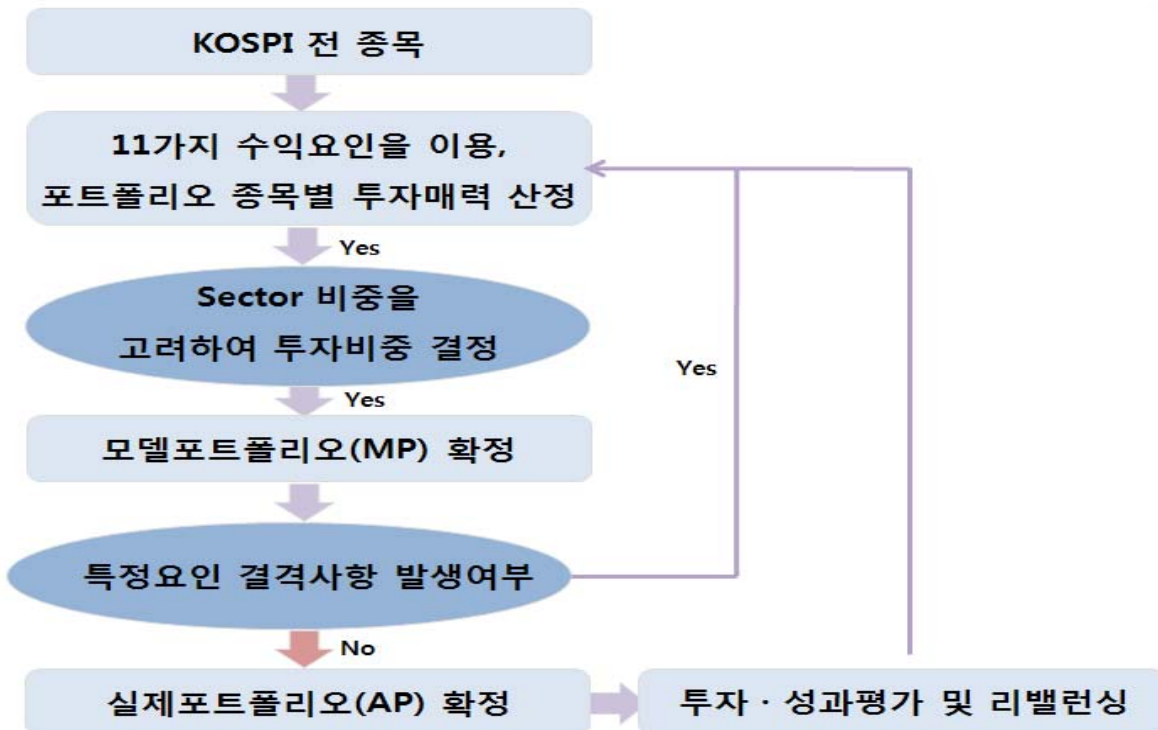 KOSPI 전 종목
11가지 수익요인을 이용,
포트폴리오 종목별 투자매력 산정
Yes
Sector 비중을
고려하여 투자비중 결정
Yes
Yes
모델포트폴리오(MP) 확정
특정요인 결격사항 발생여부
No
실제포트폴리오(AP) 확정
투자 · 성과평가 및 리밸런싱